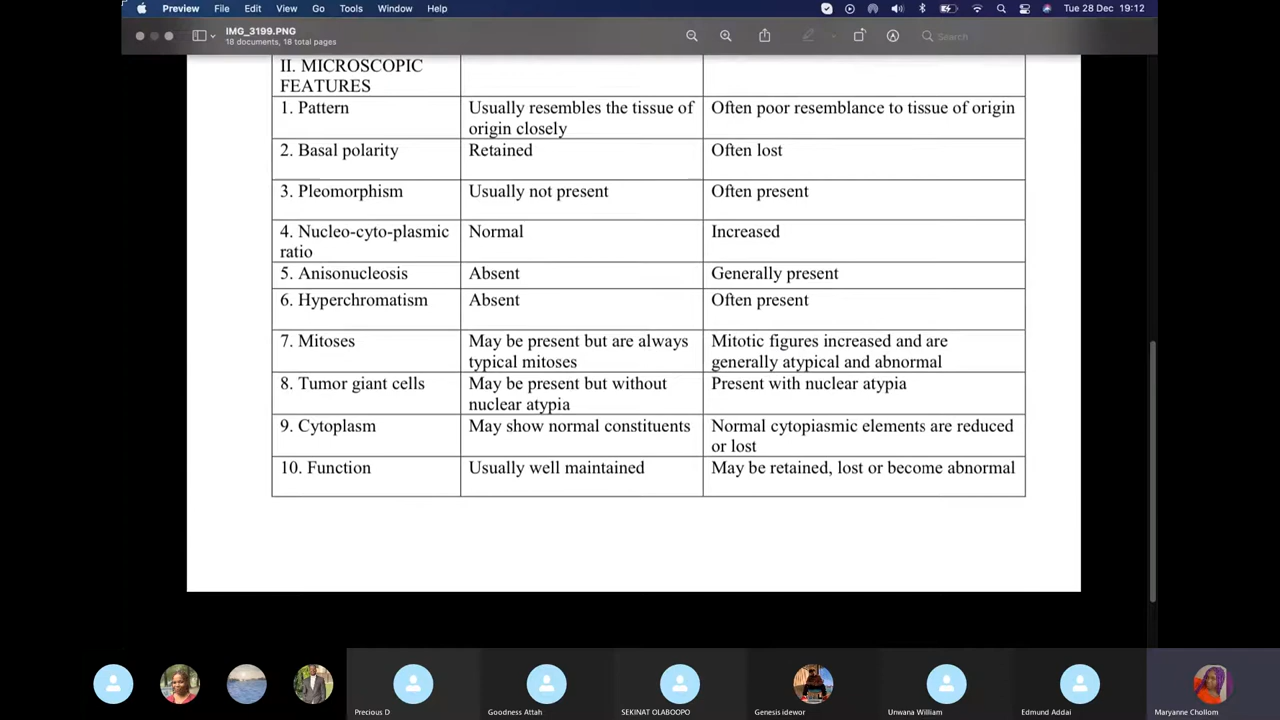 Preview File Edit View Go Tools Window Help Tue 28 Dec 19:12
IMG_3199.PNG
18 documents, 18 total pages
Search
II. MICROSCOPIC
FEATURES
1. Pattern
Usually resembles the tissue of
origin closely
Often poor resemblance to tissue of origin
2. Basal polarity
Retained
Often lost
3. Pleomorphism
Usually not present
Often present
4. Nucleo-cyto-plasmic
ratio
Normal
Increased
5. Anisonucleosis
Absent
Generally present
6. Hyperchromatism
Absent
Often present
7. Mitoses
May be present but are always
typical mitoses
Mitotic figures increased and are
generally atypical and abnormal
8. Tumor giant cells
May be present but without
nuclear atypia
Present with nuclear atypia
9. Cytoplasm
May show normal constituents
Normal cytopiasmic elements are reduced
or lost
10. Function
Usually well maintained
May be retained, lost or become abnormal
Precious D
Goodness Attah
SEKINAT OLABOOPO
Genesis idewor
Unwana William
Edmund Addai
Maryanne Chollom